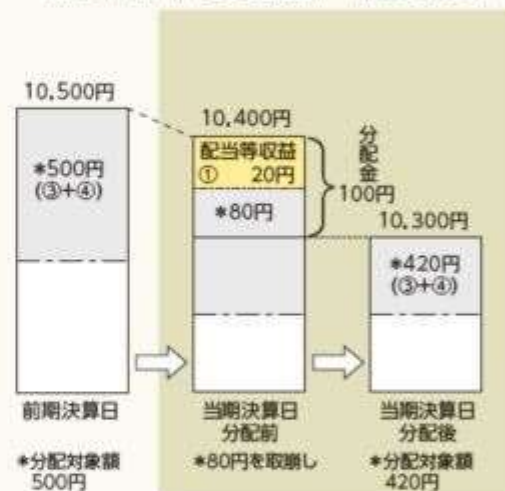 10,500円
*500円
(③+④)
前期決算日
*分配対象額
500円
10,400円
配当等収益
① 20円
*80円
分配金
100円
当期決算日
分配前
*80円を取崩し
10,300円
*420円
(③+④)
当期決算日
分配後
*分配対象額
420円